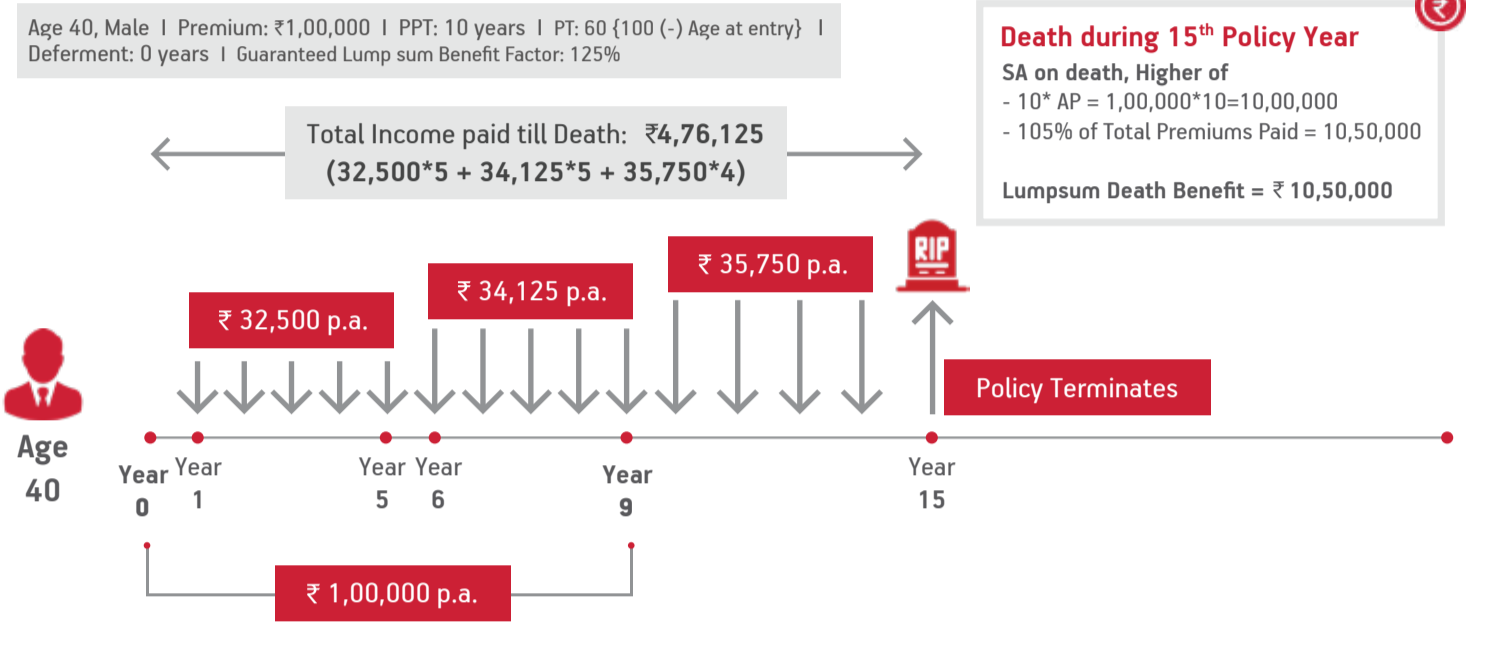 Age 40, Male I Premium: ₹1,00,000 I PPT: 10 years I PT: 60 {100 (-) Age at entry} I
Deferment: 0 years I Guaranteed Lump sum Benefit Factor: 125%
₹
Death during 15th Policy Year
SA on death, Higher of
- 10* AP = 1,00,000*10=10,00,000
- 105% of Total Premiums Paid = 10,50,000
Lumpsum Death Benefit = ₹ 10,50,000
Total Income paid till Death: ₹4,76,125
(32,500*5 + 34,125*5 + 35,750*4)
RIP
₹ 35,750 p.a.
₹ 34,125 p.a.
₹ 32,500 p.a.
Policy Terminates
Age
40
Year
0
Year
1
Year
5
Year
6
Year
9
Year
15
₹ 1,00,000 p.a.